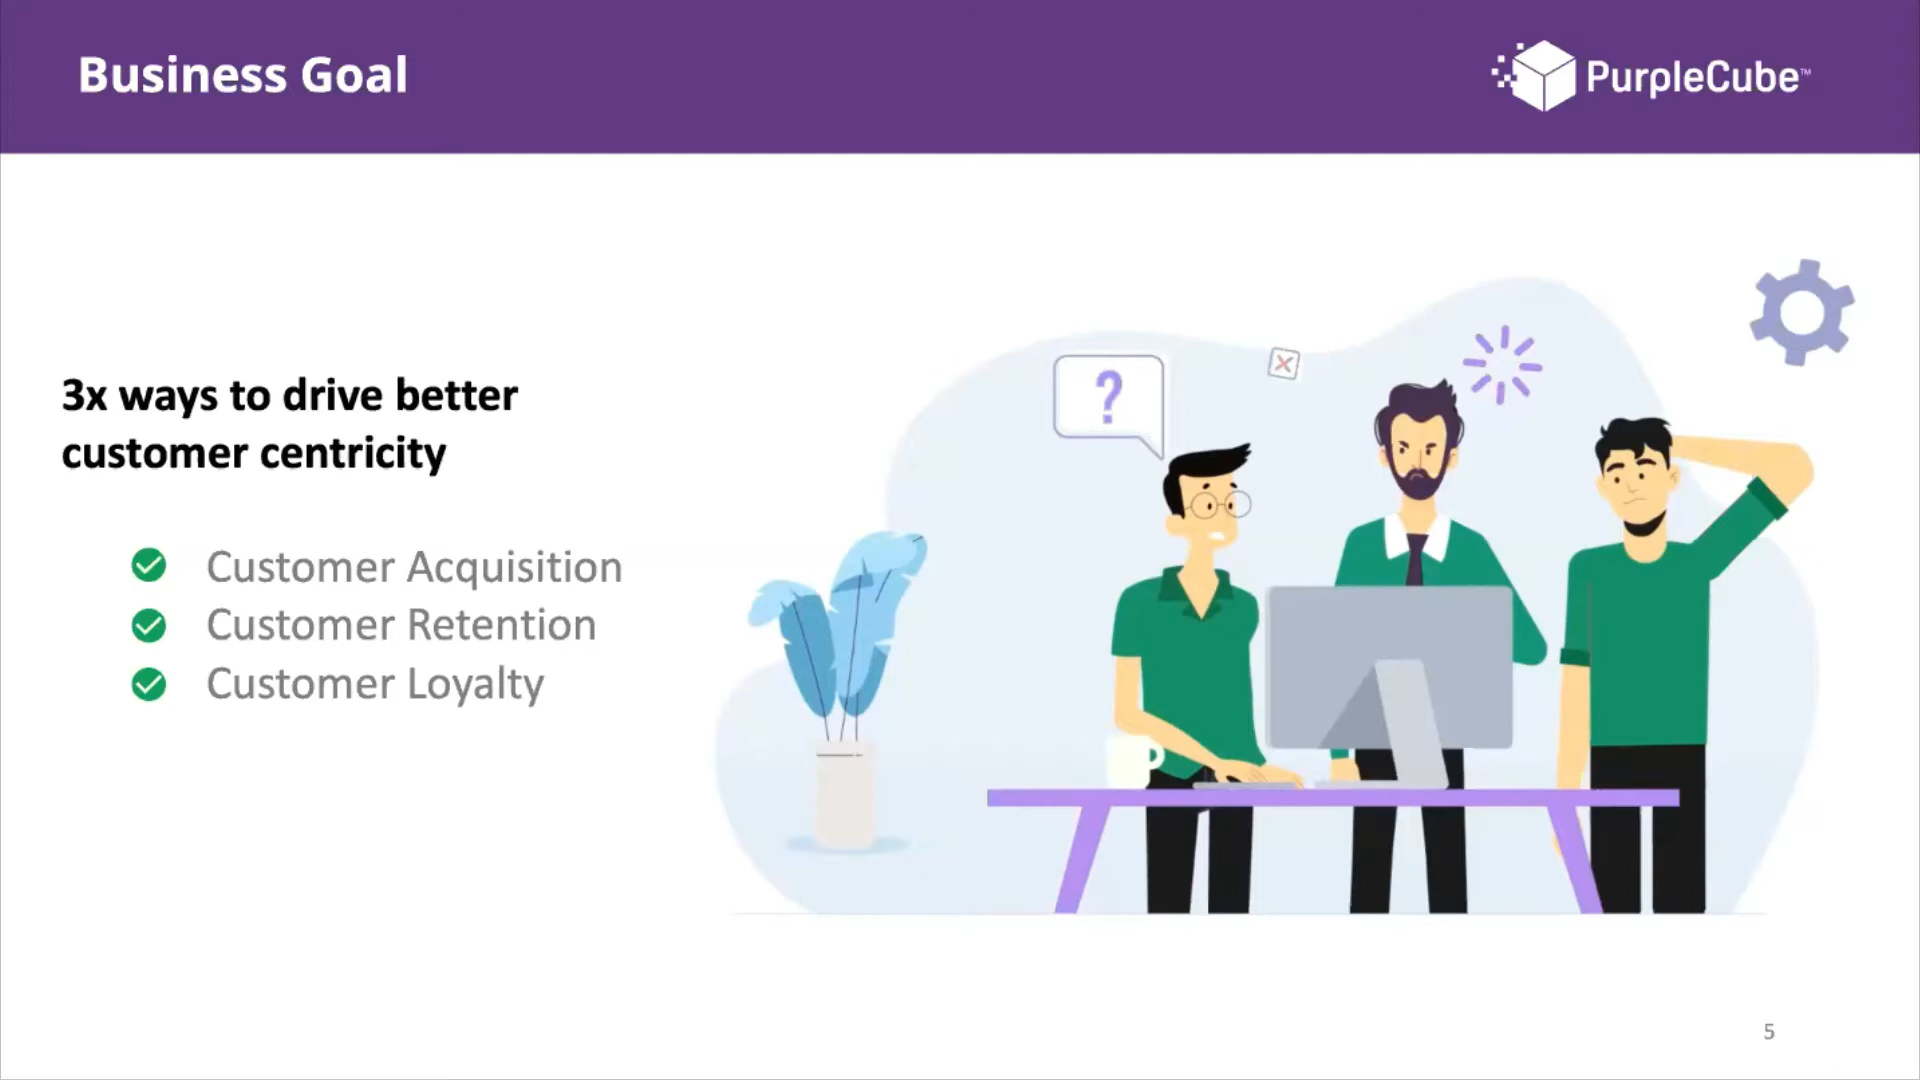 Business Goal
PurpleCube™
3x ways to drive better
customer centricity
Customer Acquisition
Customer Retention
Customer Loyalty
?
5